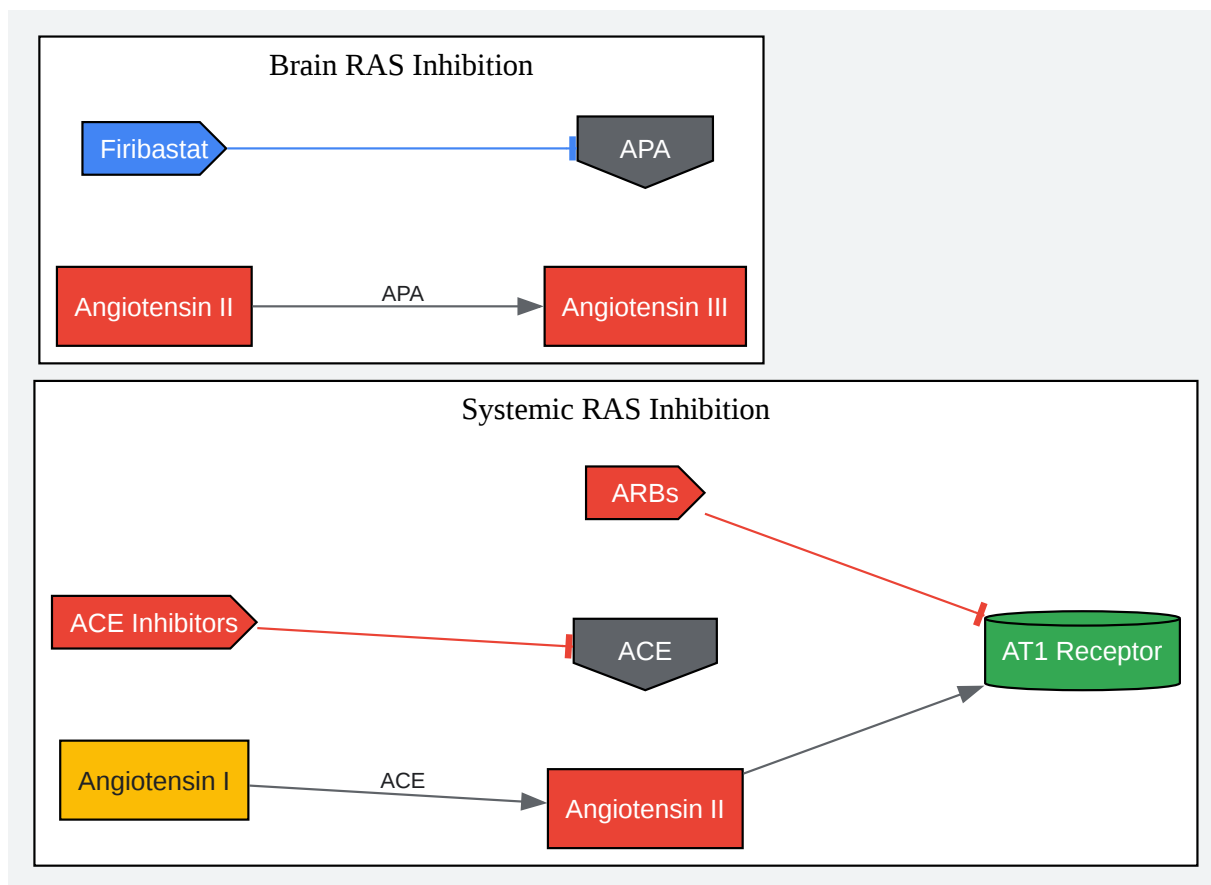 Brain RAS Inhibition
Firibastat
APA
Angiotensin II
APA
Angiotensin III
Systemic RAS Inhibition
ARBs
ACE Inhibitors
ACE
AT1 Receptor
Angiotensin I
ACE
Angiotensin II